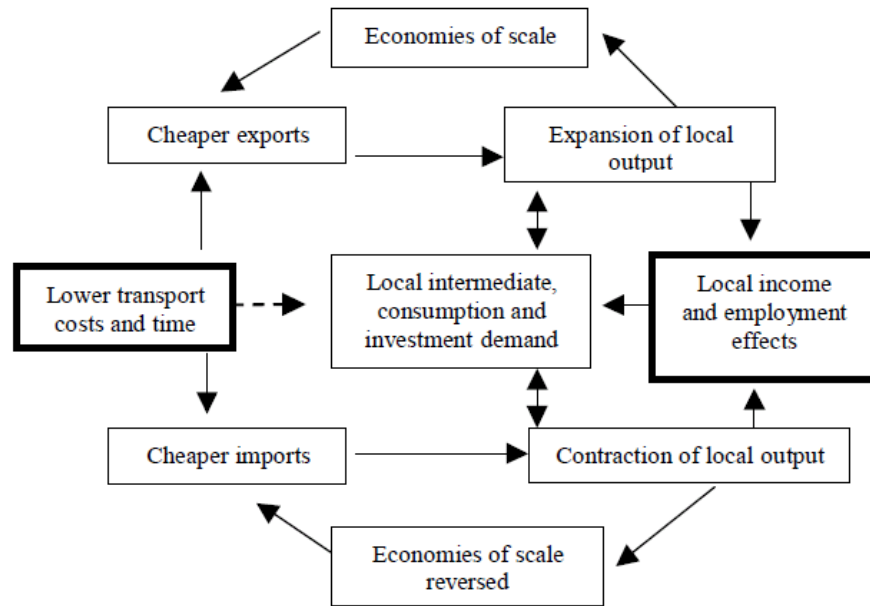 Economies of scale
Cheaper exports
Expansion of local
output
Lower transport
costs and time
Local intermediate,
consumption and
investment demand
Local income
and employment
effects
Cheaper imports
Contraction of local output
Economies of scale
reversed